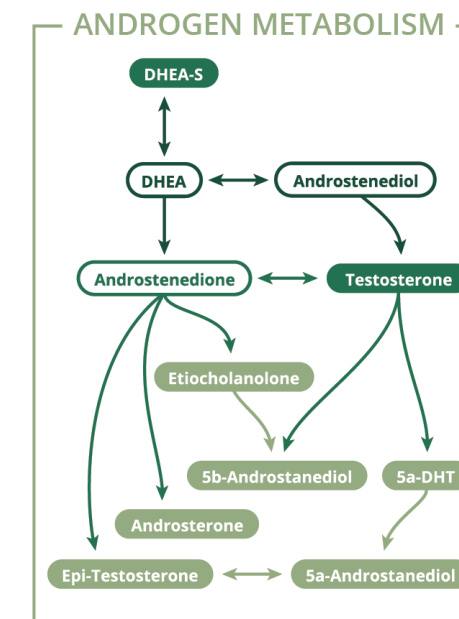 ANDROGEN METABOLISM
DHEA-S
DHEA
Androstenediol
Androstenedione
Testosterone
Etiocholanolone
5b-Androstanediol
5a-DHT
Androsterone
Epi-Testosterone
5a-Androstanediol